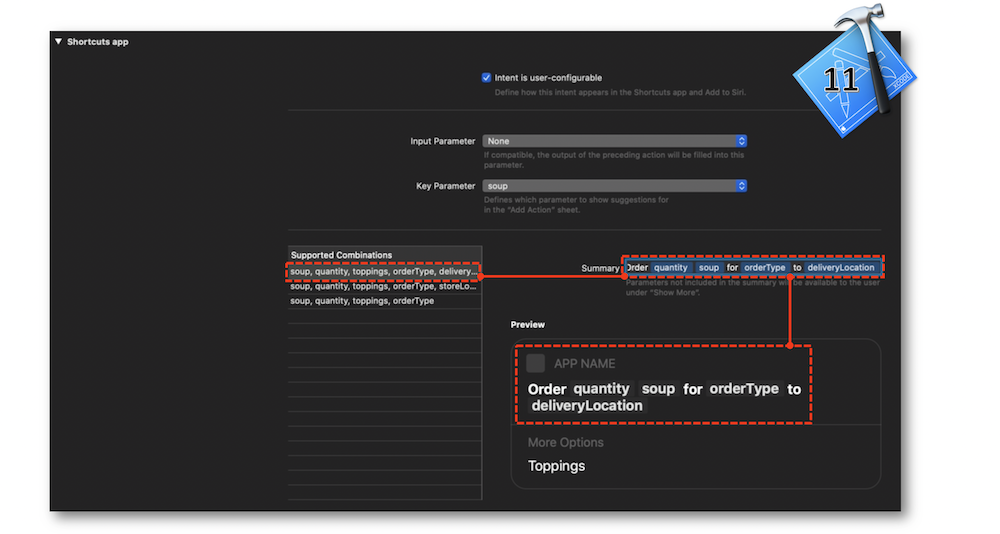 Shortcuts app
11
XCODE
Intent is user-configurable
Define how this intent appears in the Shortcuts app and Add to Siri.
Input Parameter None
If compatible, the output of the preceding action will be filled into this
parameter.
Key Parameter soup
Defines which parameter to show suggestions for
in the "Add Action" sheet.
Supported Combinations
soup, quantity, toppings, orderType, delivery...
soup, quantity, toppings, orderType, storeLo...
soup, quantity, toppings, orderType
Summary Order quantity soup for orderType to deliveryLocation
Parameters not included in the summary will be available to the user
under "Show More".
Preview
APP NAME
Order quantity soup for orderType to
deliveryLocation
More Options
Toppings